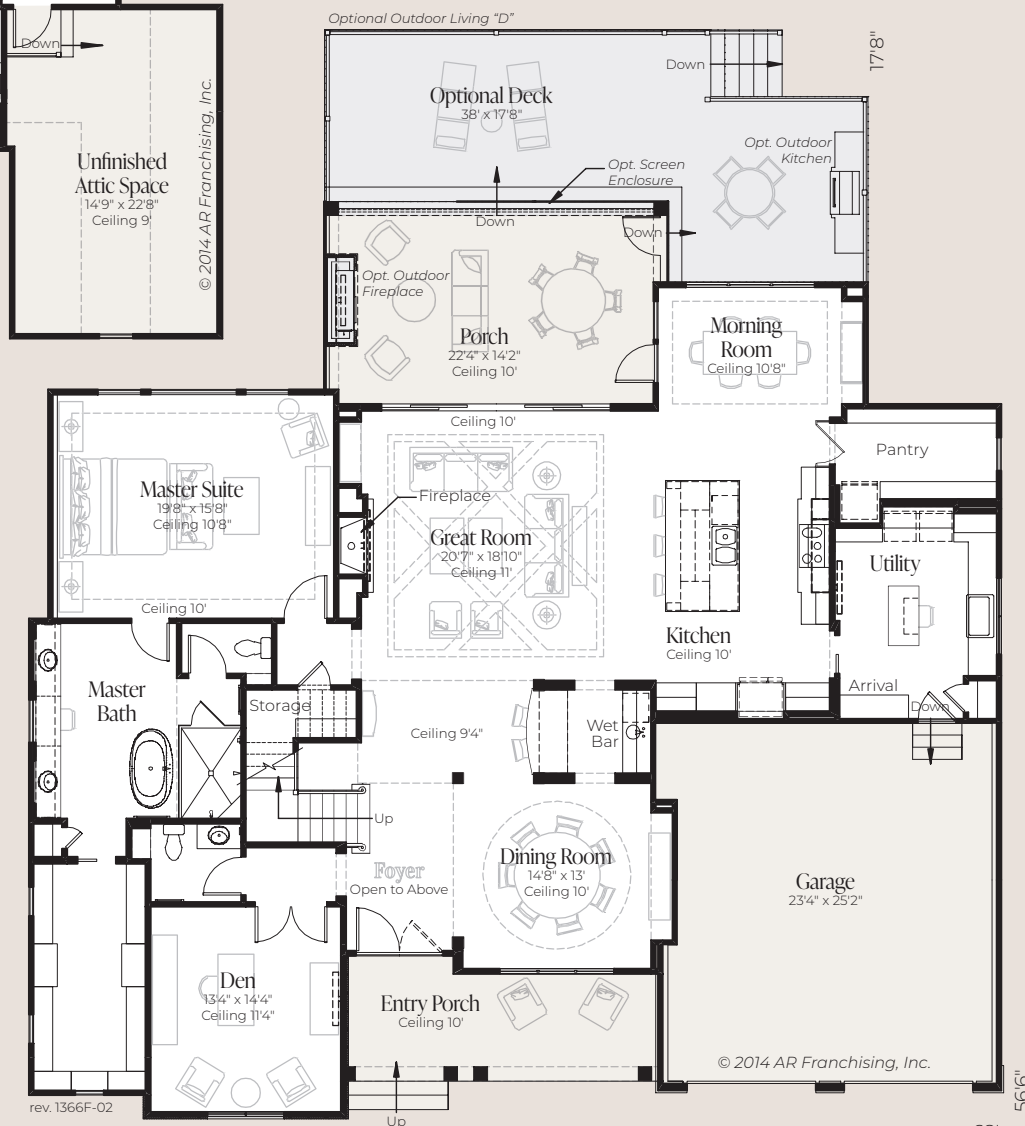 Optional Outdoor Living “D”
Down
17'8"
Down
Optional Deck
38' x 17'8"
Opt. Outdoor
Kitchen
Unfinished
Attic Space
14'9" x 22'8"
Ceiling 9'
© 2014 AR Franchising, Inc.
Opt. Screen
Enclosure
Down
Down
Opt. Outdoor
Fireplace
Porch
22'4" x 14'2"
Ceiling 10'
Morning
Room
Ceiling 10'8"
Ceiling 10'
Pantry
Master Suite
19'8" x 15'8"
Ceiling 10'8"
Ceiling 10'
Fireplace
Great Room
20'7" x 18'10"
Ceiling 11'
Utility
Kitchen
Ceiling 10'
Master
Bath
Arrival
Down
Storage
Ceiling 9'4"
Wet
Bar
Up
Foyer
Open to Above
Dining Room
14'8" x 13'
Ceiling 10'
Garage
23'4" x 25'2"
Den
13'4" x 14'4"
Ceiling 11'4"
Entry Porch
Ceiling 10'
© 2014 AR Franchising, Inc.
rev. 1366F-02
Up
56'6"